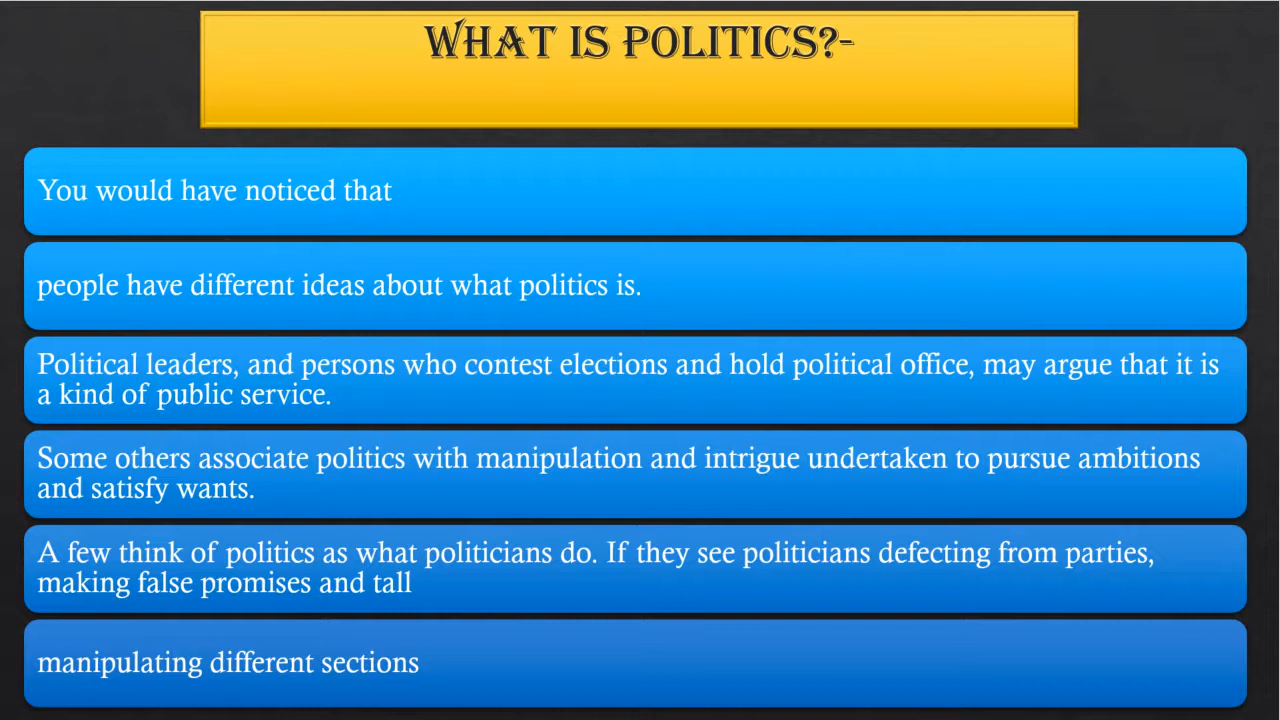 WHAT IS POLITICS?-
You would have noticed that
people have different ideas about what politics is.
Political leaders, and persons who contest elections and hold political office, may argue that it is
a kind of public service.
Some others associate politics with manipulation and intrigue undertaken to pursue ambitions
and satisfy wants.
A few think of politics as what politicians do. If they see politicians defecting from parties,
making false promises and tall
manipulating different sections